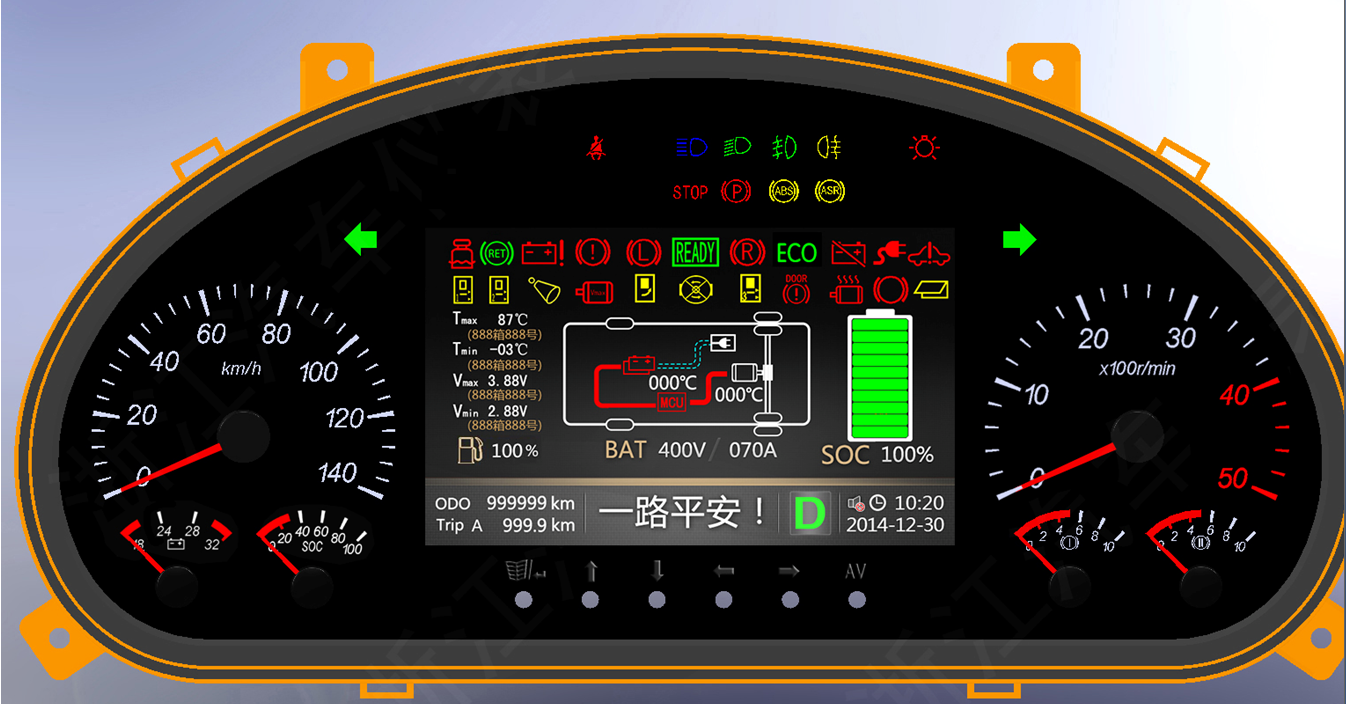 STOP
P
ABS
ASR
RET
L
READY
R
ECO
DOOR
Tmax 87℃
(888箱888号)
Tmin -03℃
(888箱888号)
Vmax 3.88V
(888箱888号)
Vmin 2.88V
(888箱888号)
100%
000℃
MCU
000℃
BAT 400V / 070A
SOC 100%
ODO 999999 km
Trip A 999.9 km
一路平安！
D
10:20
2014-12-30
AV
0
20
40
60
80
100
120
140
km/h
0
10
20
30
40
50
x100r/min
18
24
28
32
0
20
40
60
80
100
SOC
0
2
4
6
8
10
I
0
2
4
6
8
10
II